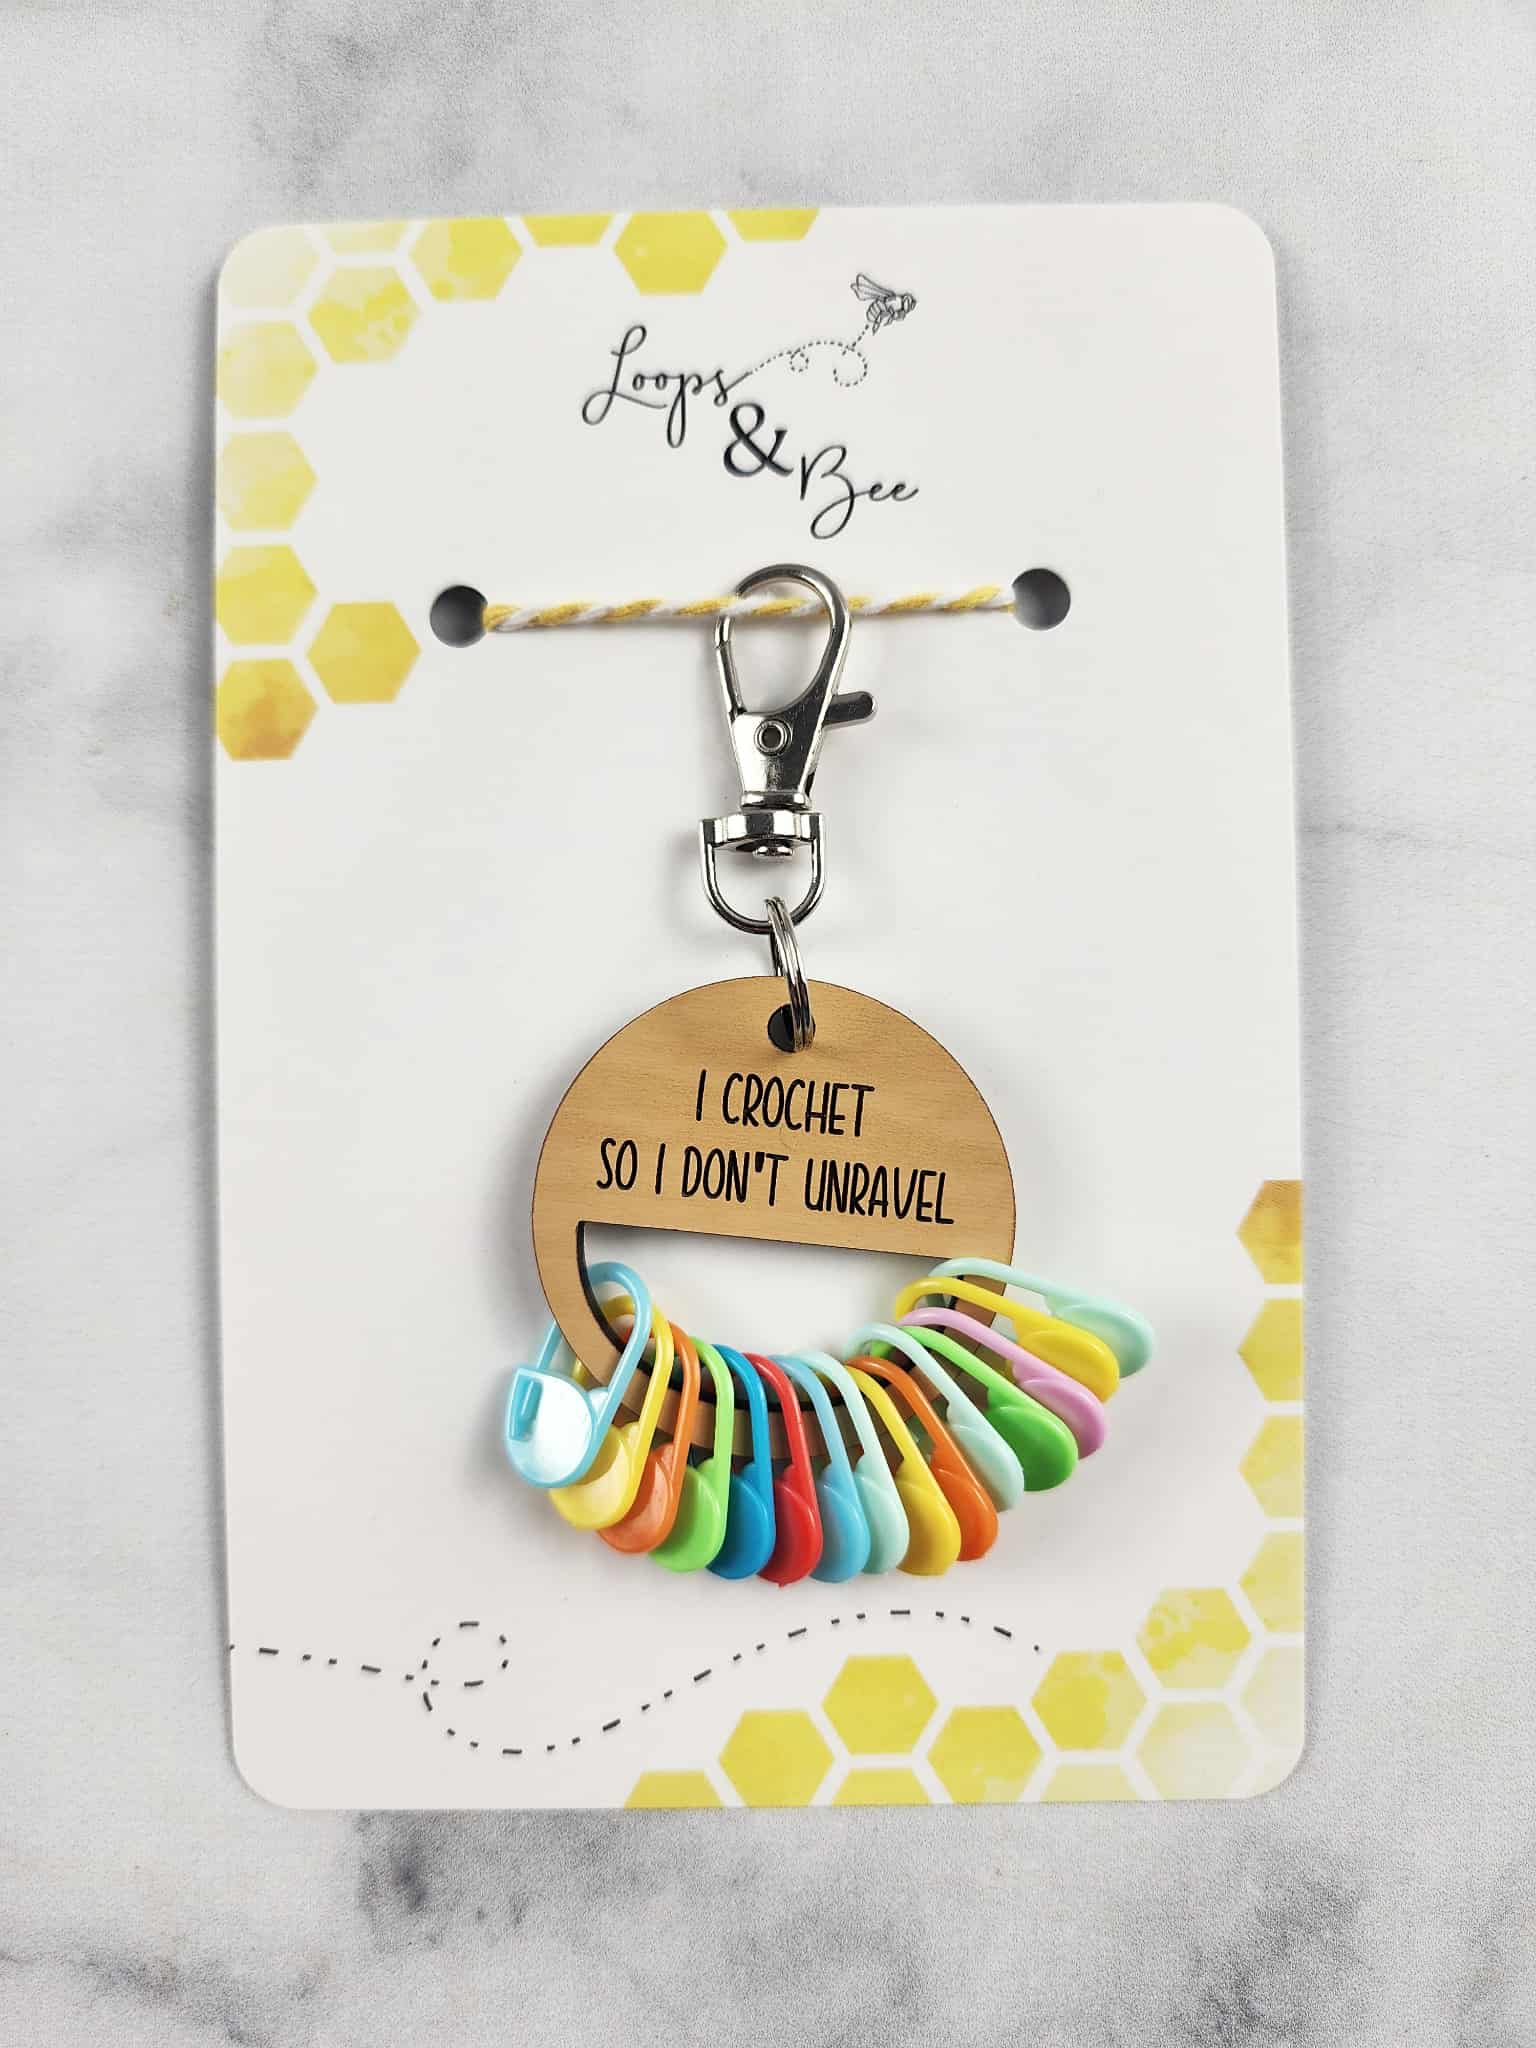 Loops
&
Bee
I CROCHET
SO I DON'T UNRAVEL